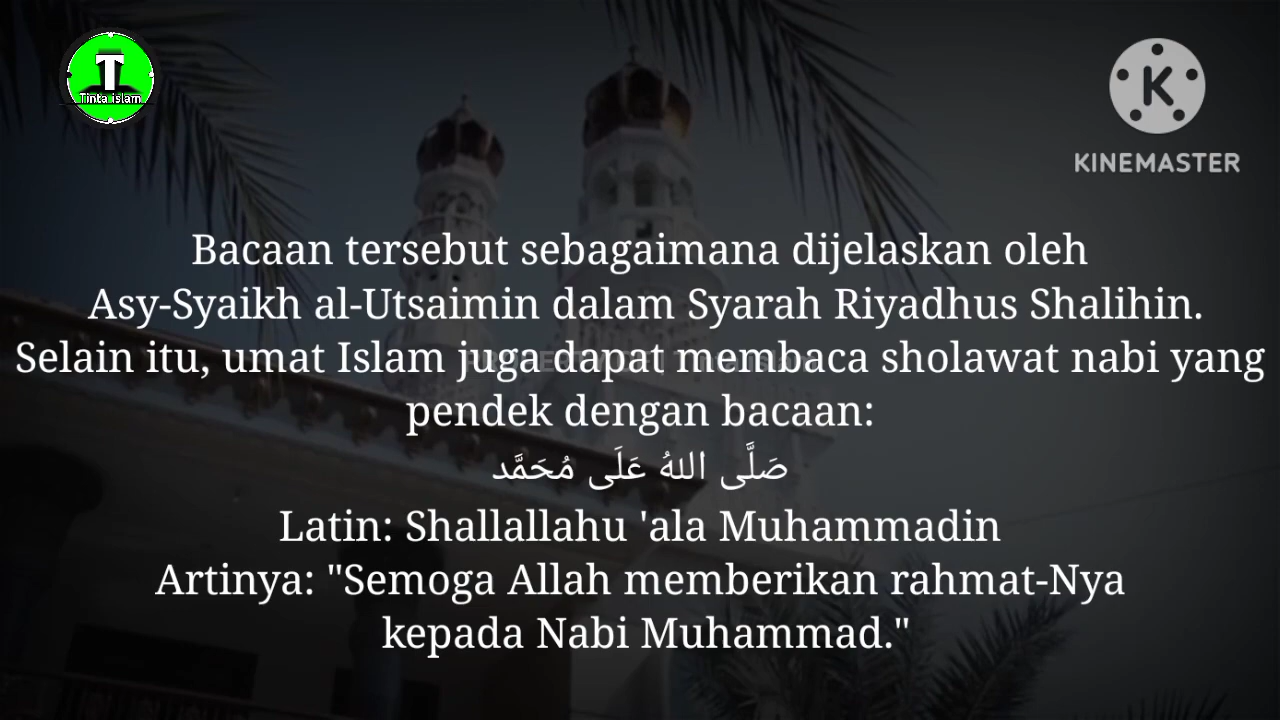 T
Tinta islam
K
KINEMASTER
Bacaan tersebut sebagaimana dijelaskan oleh
Asy-Syaikh al-Utsaimin dalam Syarah Riyadhus Shalihin.
Selain itu, umat Islam juga dapat membaca sholawat nabi yang
pendek dengan bacaan:
صَلَّى اللهُ عَلَى مُحَمَّد
Latin: Shallallahu 'ala Muhammadin
Artinya: "Semoga Allah memberikan rahmat-Nya
kepada Nabi Muhammad."